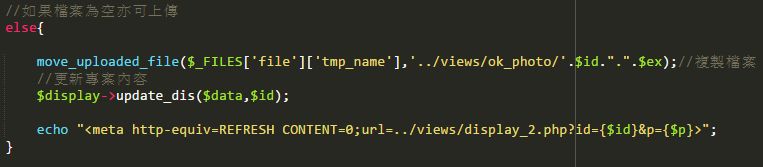 //如果檔案為空亦可上傳
else{
move_uploaded_file($_FILES['file']['tmp_name'],'../views/ok_photo/'.$id.".".$ex);//複製檔案
//更新專案內容
$display->update_dis($data,$id);
echo "<meta http-equiv=REFRESH CONTENT=0;url=../views/display_2.php?id={$id}&p={$p}>";
}